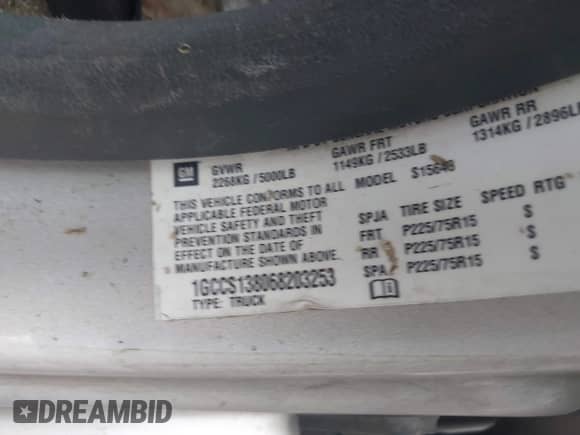 GM
GVWR
2268KG / 5000LB
GAWR FRT
1149KG / 2533LB
GAWR RR
1314KG / 2896LB
THIS VEHICLE CONFORMS TO ALL
APPLICABLE FEDERAL MOTOR
VEHICLE SAFETY AND THEFT
PREVENTION STANDARDS IN
EFFECT ON THE DATE OF
MANUFACTURE SHOWN ABOVE.
1GCCS138068203253
TYPE: TRUCK
MODEL
SPJA TIRE SIZE SPEED RTG
FRT P225/75R15 S
RR P225/75R15 S
SPA P225/75R15 S
DREAMBID